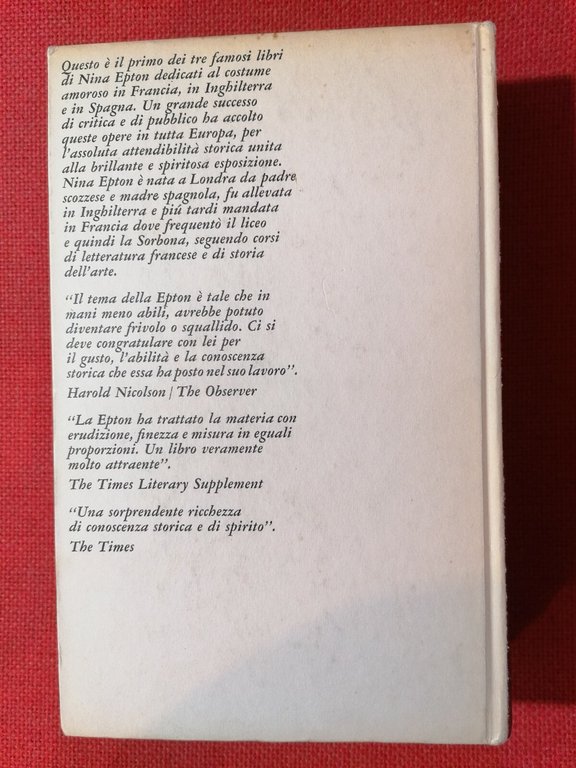 Questo è il primo dei tre famosi libri
di Nina Epton dedicati al costume
amoroso in Francia, in Inghilterra
e in Spagna. Un grande successo
di critica e di pubblico ha accolto
queste opere in tutta Europa, per
l'assoluta attendibilità storica unita
alla brillante e spiritosa esposizione.
Nina Epton è nata a Londra da padre
scozzese e madre spagnola, fu allevata
in Inghilterra e piú tardi mandata
in Francia dove frequentò il liceo
e quindi la Sorbona, seguendo corsi
di letteratura francese e di storia
dell'arte.
"Il tema della Epton è tale che in
mani meno abili, avrebbe potuto
diventare frivolo o squallido. Ci si
deve congratulare con lei per
il gusto, l'abilità e la conoscenza
storica che essa ha posto nel suo lavoro".
Harold Nicolson / The Observer
"La Epton ha trattato la materia con
erudizione, finezza e misura in eguali
proporzioni. Un libro veramente
molto attraente".
The Times Literary Supplement
"Una sorprendente ricchezza
di conoscenza storica e di spirito".
The Times